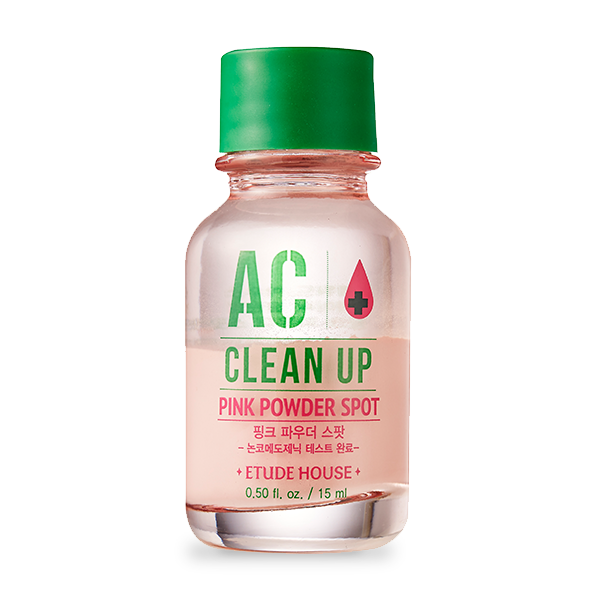 AC
CLEAN UP
PINK POWDER SPOT
핑크 파우더 스팟
- 논코메도제닉 테스트 완료-
ETUDE HOUSE
0.50 fl. oz. / 15 ml